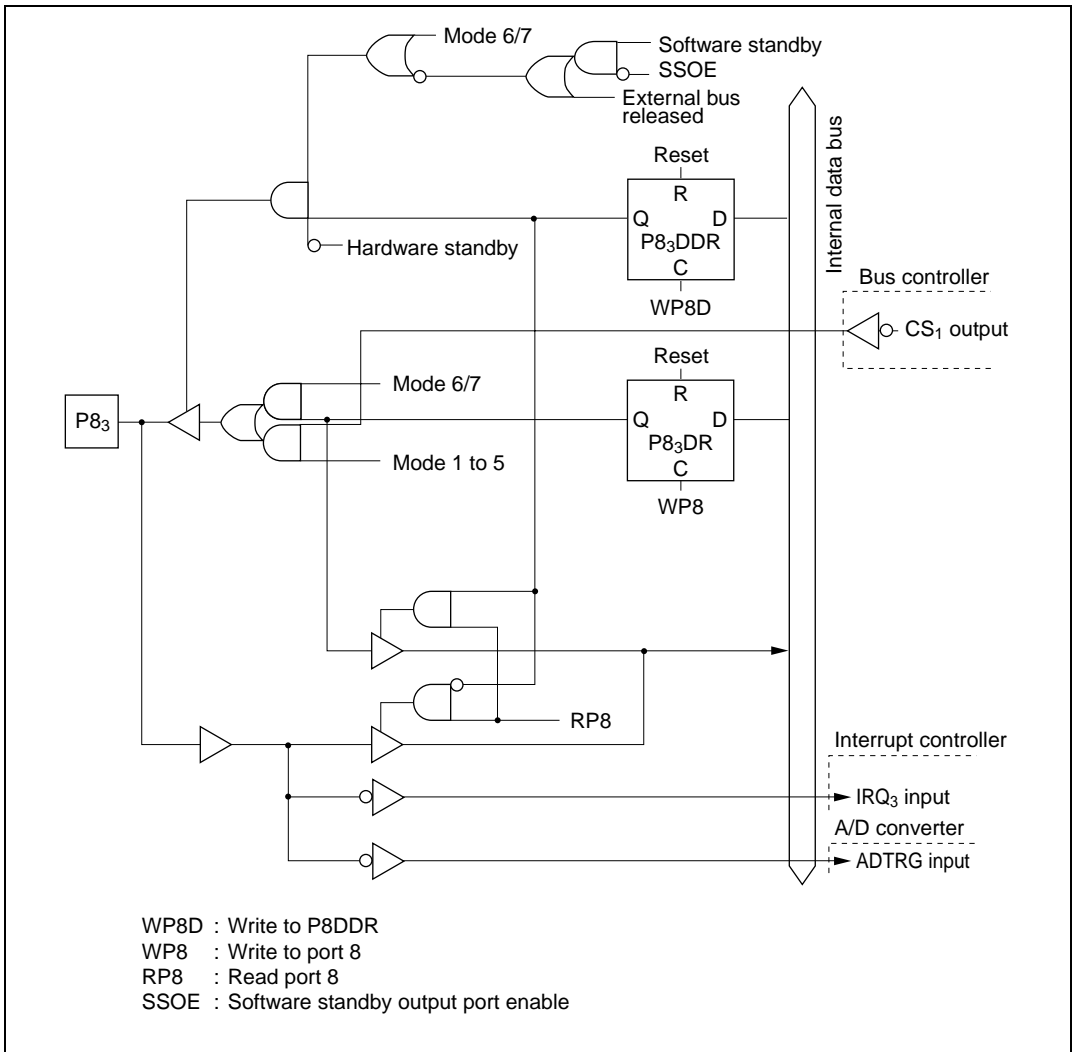 Mode 6/7
Software standby
SSOE
External bus
released
Internal data bus
Reset
R
Q D
P8₃DDR
C
WP8D
Hardware standby
Bus controller
CS₁ output
Reset
R
Q D
P8₃DR
C
WP8
Mode 6/7
P8₃
Mode 1 to 5
RP8
Interrupt controller
IRQ₃ input
A/D converter
ADTRG input
WP8D : Write to P8DDR
WP8 : Write to port 8
RP8 : Read port 8
SSOE : Software standby output port enable